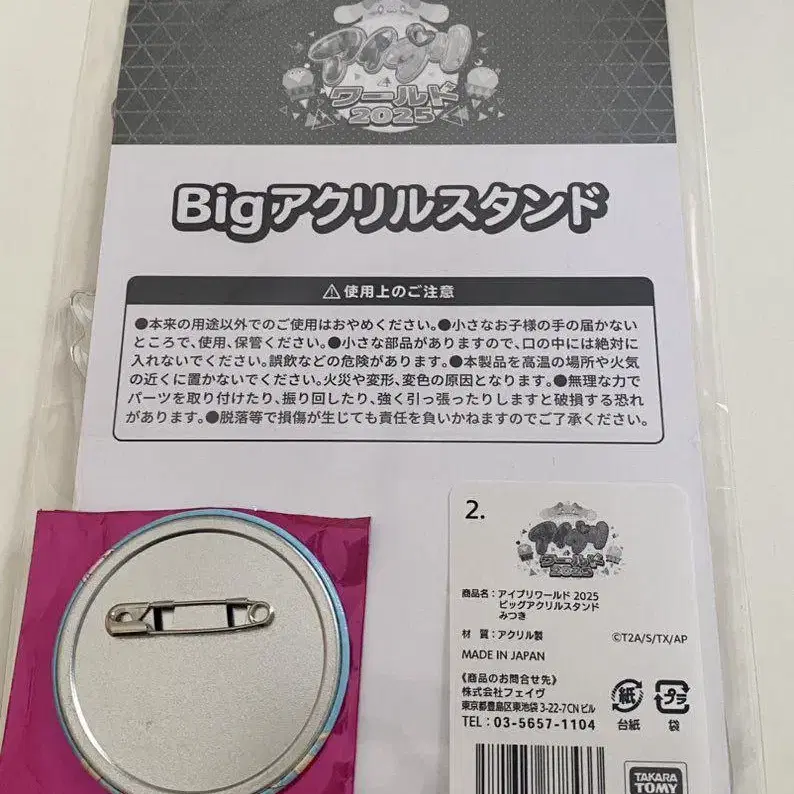 アイプリ
ワールド
2025
Bigアクリルスタンド
⚠使用上のご注意
●本来の用途以外でのご使用はおやめください。●小さなお子様の手の届かない
ところで、使用、保管ください。●小さな部品がありますので、口の中には絶対に
入れないでください。誤飲などの危険があります。●本製品を高温の場所や火気
の近くに置かないでください。火災や変形、変色の原因となります。●無理な力で
パーツを取り付けたり、振り回したり、強く引っ張ったりしますと破損する恐れ
があります。●脱落等で損傷が生じても責任を負いかねますのでご了承ください。
2.
アイプリ
ワールド
2025
商品名：アイプリワールド 2025
ビッグアクリルスタンド
みつき
材 質：アクリル製
©T2A/S/TX/AP
MADE IN JAPAN
《商品のお問合せ先》
株式会社フェイヴ
東京都豊島区東池袋 3-22-7CN ビル
TEL：03-5657-1104
紙
台紙
プラ
袋
TAKARA
TOMY